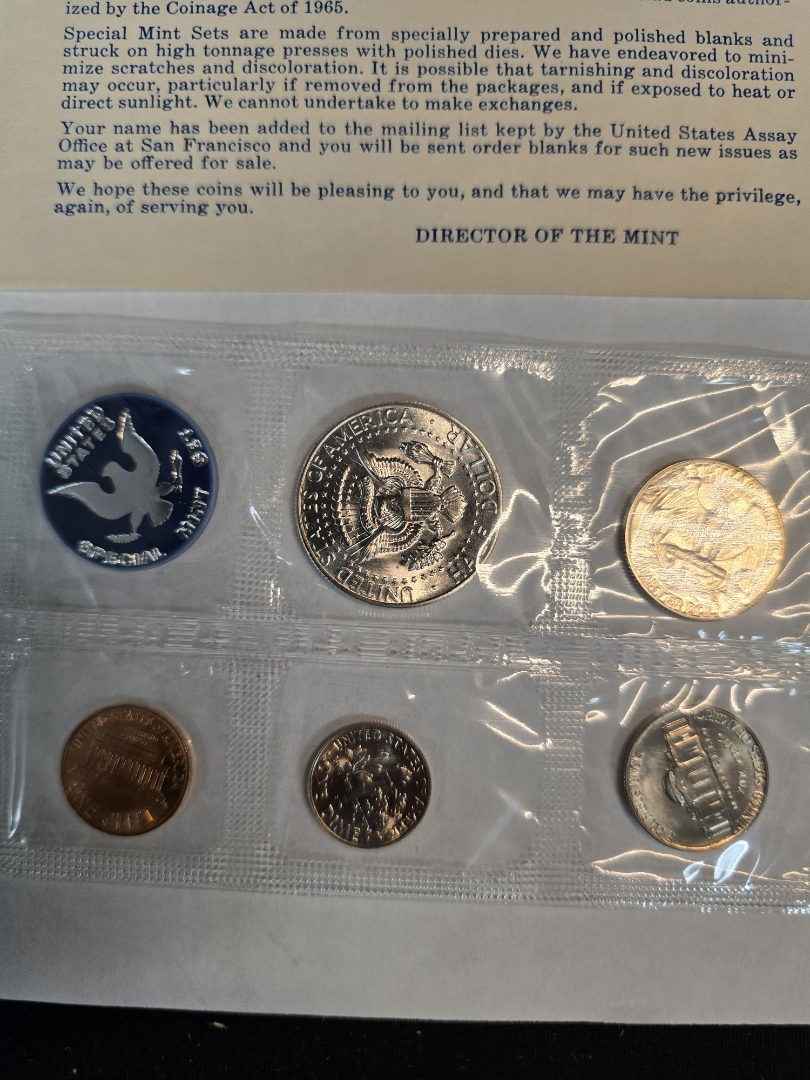 ized by the Coinage Act of 1965.
Special Mint Sets are made from specially prepared and polished blanks and
struck on high tonnage presses with polished dies. We have endeavored to mini-
mize scratches and discoloration. It is possible that tarnishing and discoloration
may occur, particularly if removed from the packages, and if exposed to heat or
direct sunlight. We cannot undertake to make exchanges.
Your name has been added to the mailing list kept by the United States Assay
Office at San Francisco and you will be sent order blanks for such new issues as
may be offered for sale.
We hope these coins will be pleasing to you, and that we may have the privilege,
again, of serving you.
DIRECTOR OF THE MINT
UNITED
STATES
SPECIAL MINT SET
UNITED STATES OF AMERICA
HALF DOLLAR
ONE CENT
UNITED STATES OF
DIME